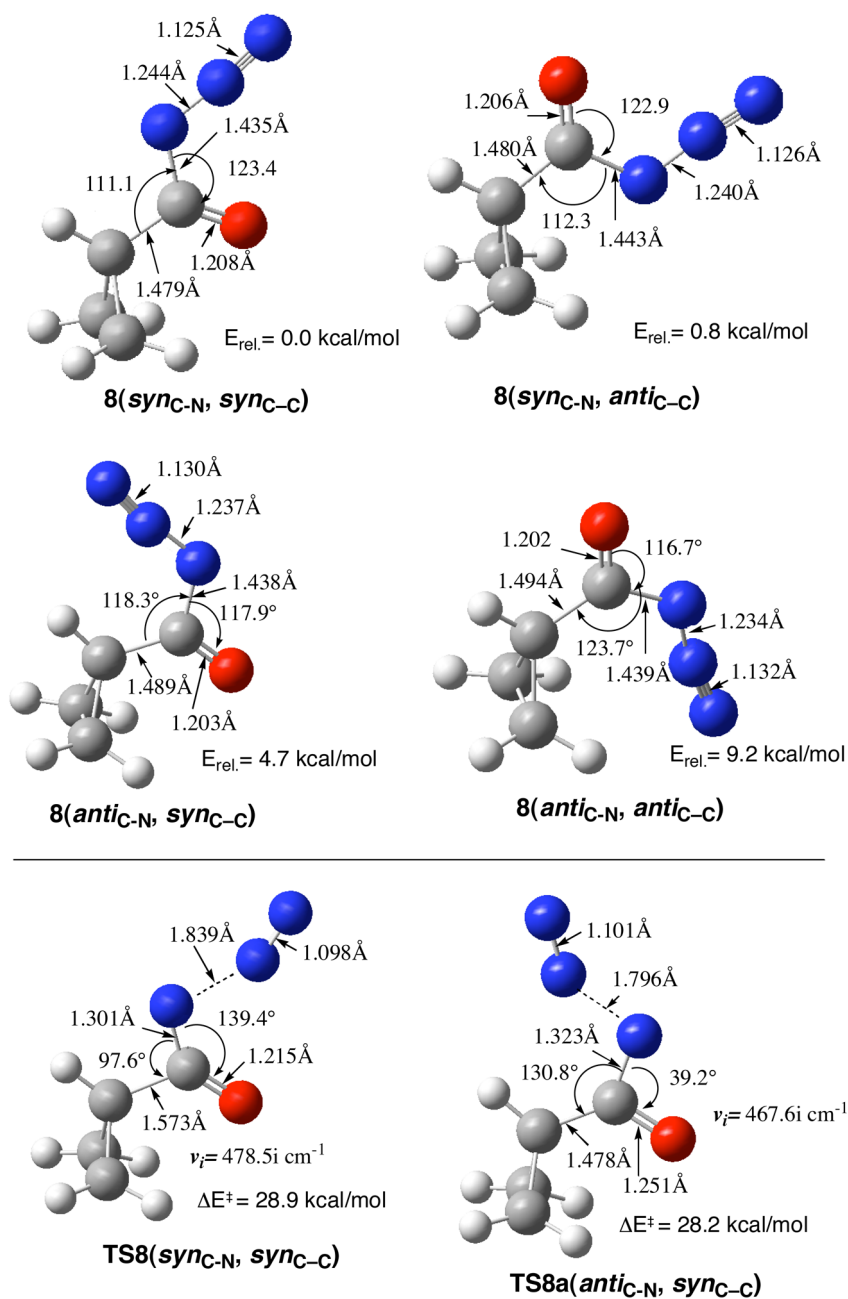 1.125Å
1.244Å
1.435Å
111.1
123.4
1.208Å
1.479Å
E_rel.= 0.0 kcal/mol
8(syn_C-N, syn_C–C)
1.206Å
122.9
1.480Å
1.126Å
1.240Å
112.3
1.443Å
E_rel.= 0.8 kcal/mol
8(syn_C-N, anti_C–C)
1.130Å
1.237Å
1.438Å
118.3°
117.9°
1.489Å
1.203Å
E_rel.= 4.7 kcal/mol
8(anti_C-N, syn_C–C)
1.202
116.7°
1.494Å
1.234Å
123.7°
1.439Å
1.132Å
E_rel.= 9.2 kcal/mol
8(anti_C-N, anti_C–C)
1.839Å
1.098Å
1.301Å
139.4°
97.6°
1.215Å
1.573Å
ν_i= 478.5i cm⁻¹
ΔE‡ = 28.9 kcal/mol
TS8(syn_C-N, syn_C–C)
1.101Å
1.796Å
1.323Å
130.8°
39.2°
ν_i= 467.6i cm⁻¹
1.478Å
1.251Å
ΔE‡ = 28.2 kcal/mol
TS8a(anti_C-N, syn_C–C)